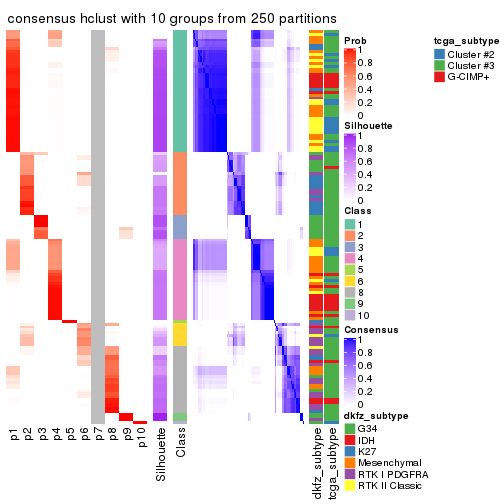 consensus hclust with 10 groups from 250 partitions
Prob
1
0.8
0.6
0.4
0.2
0
Silhouette
1
0.8
0.6
0.4
0.2
0
Class
1
2
3
4
5
6
8
9
10
Consensus
1
0.8
0.6
0.4
0.2
0
dkfz_subtype
G34
IDH
K27
Mesenchymal
RTK I PDGFRA
RTK II Classic
tcga_subtype
Cluster #2
Cluster #3
G-CIMP+
p1
p2
p3
p4
p5
p6
p7
p8
p9
p10
Silhouette
Class
dkfz_subtype
tcga_subtype